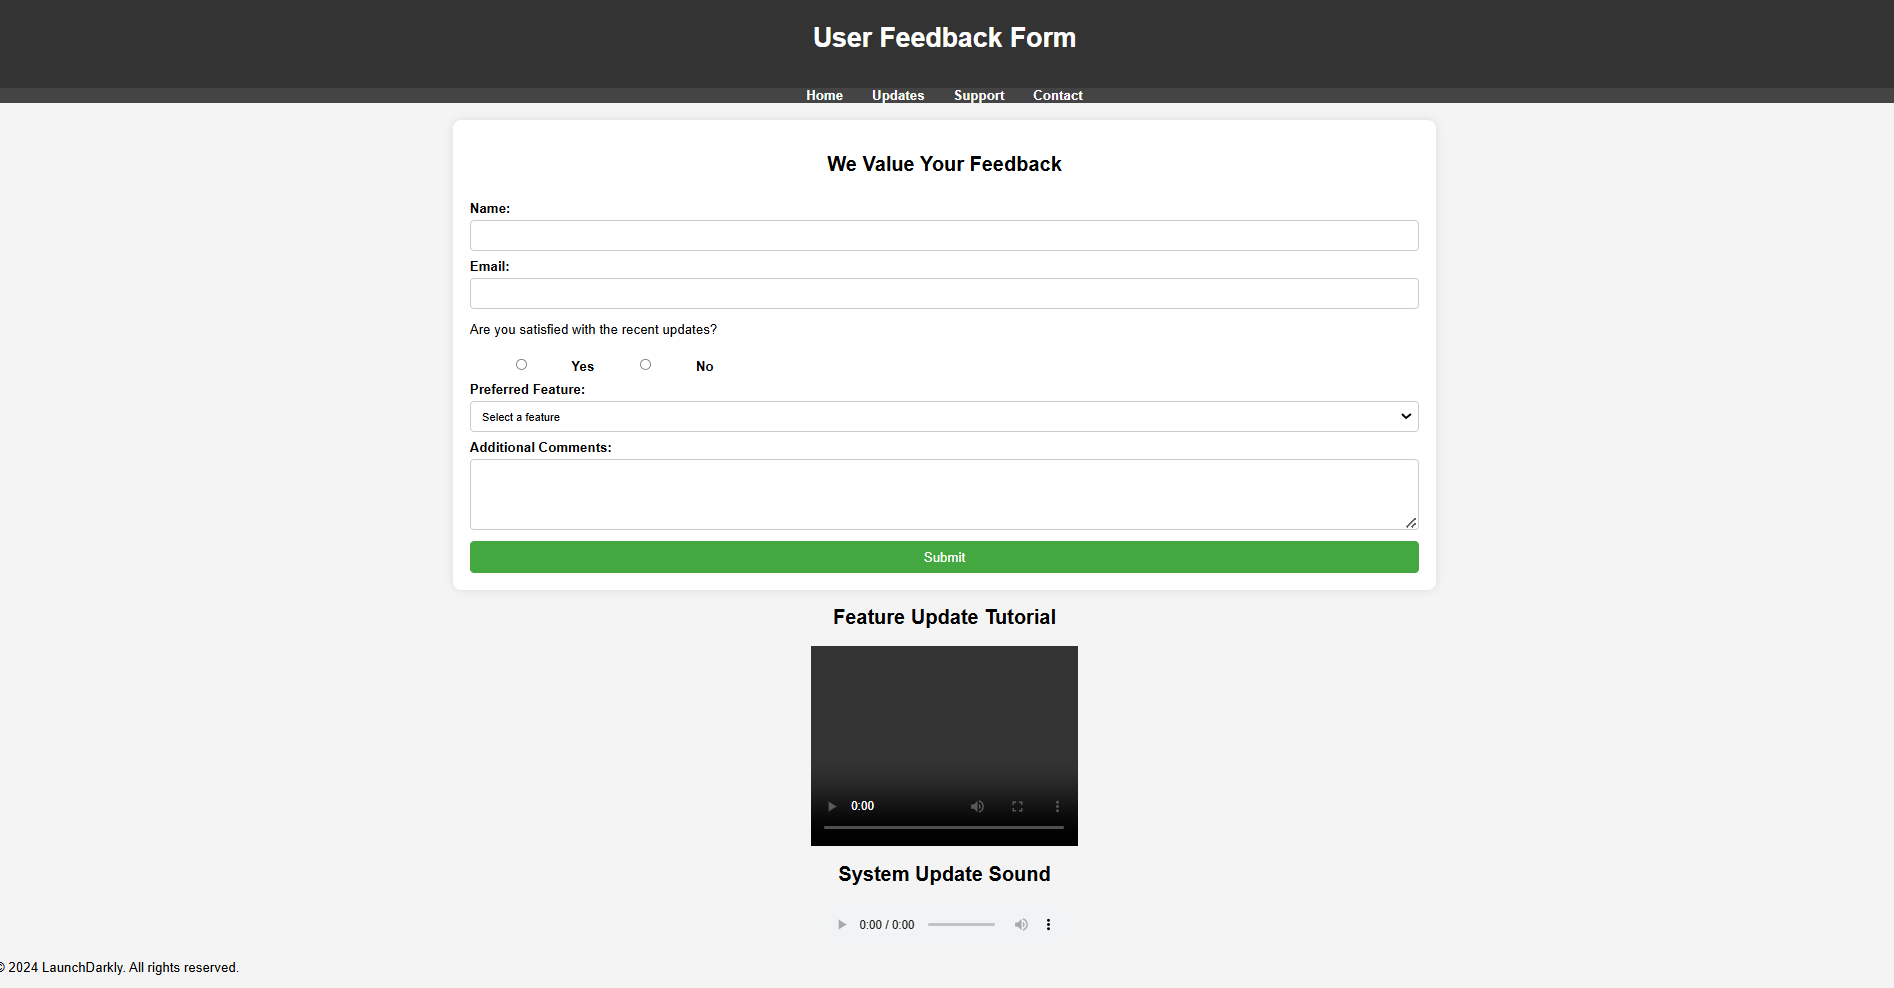 User Feedback Form
Home Updates Support Contact
We Value Your Feedback
Name:
Email:
Are you satisfied with the recent updates?
Yes No
Preferred Feature:
Select a feature
Additional Comments:
Submit
Feature Update Tutorial
0:00
System Update Sound
0:00 / 0:00
© 2024 LaunchDarkly. All rights reserved.